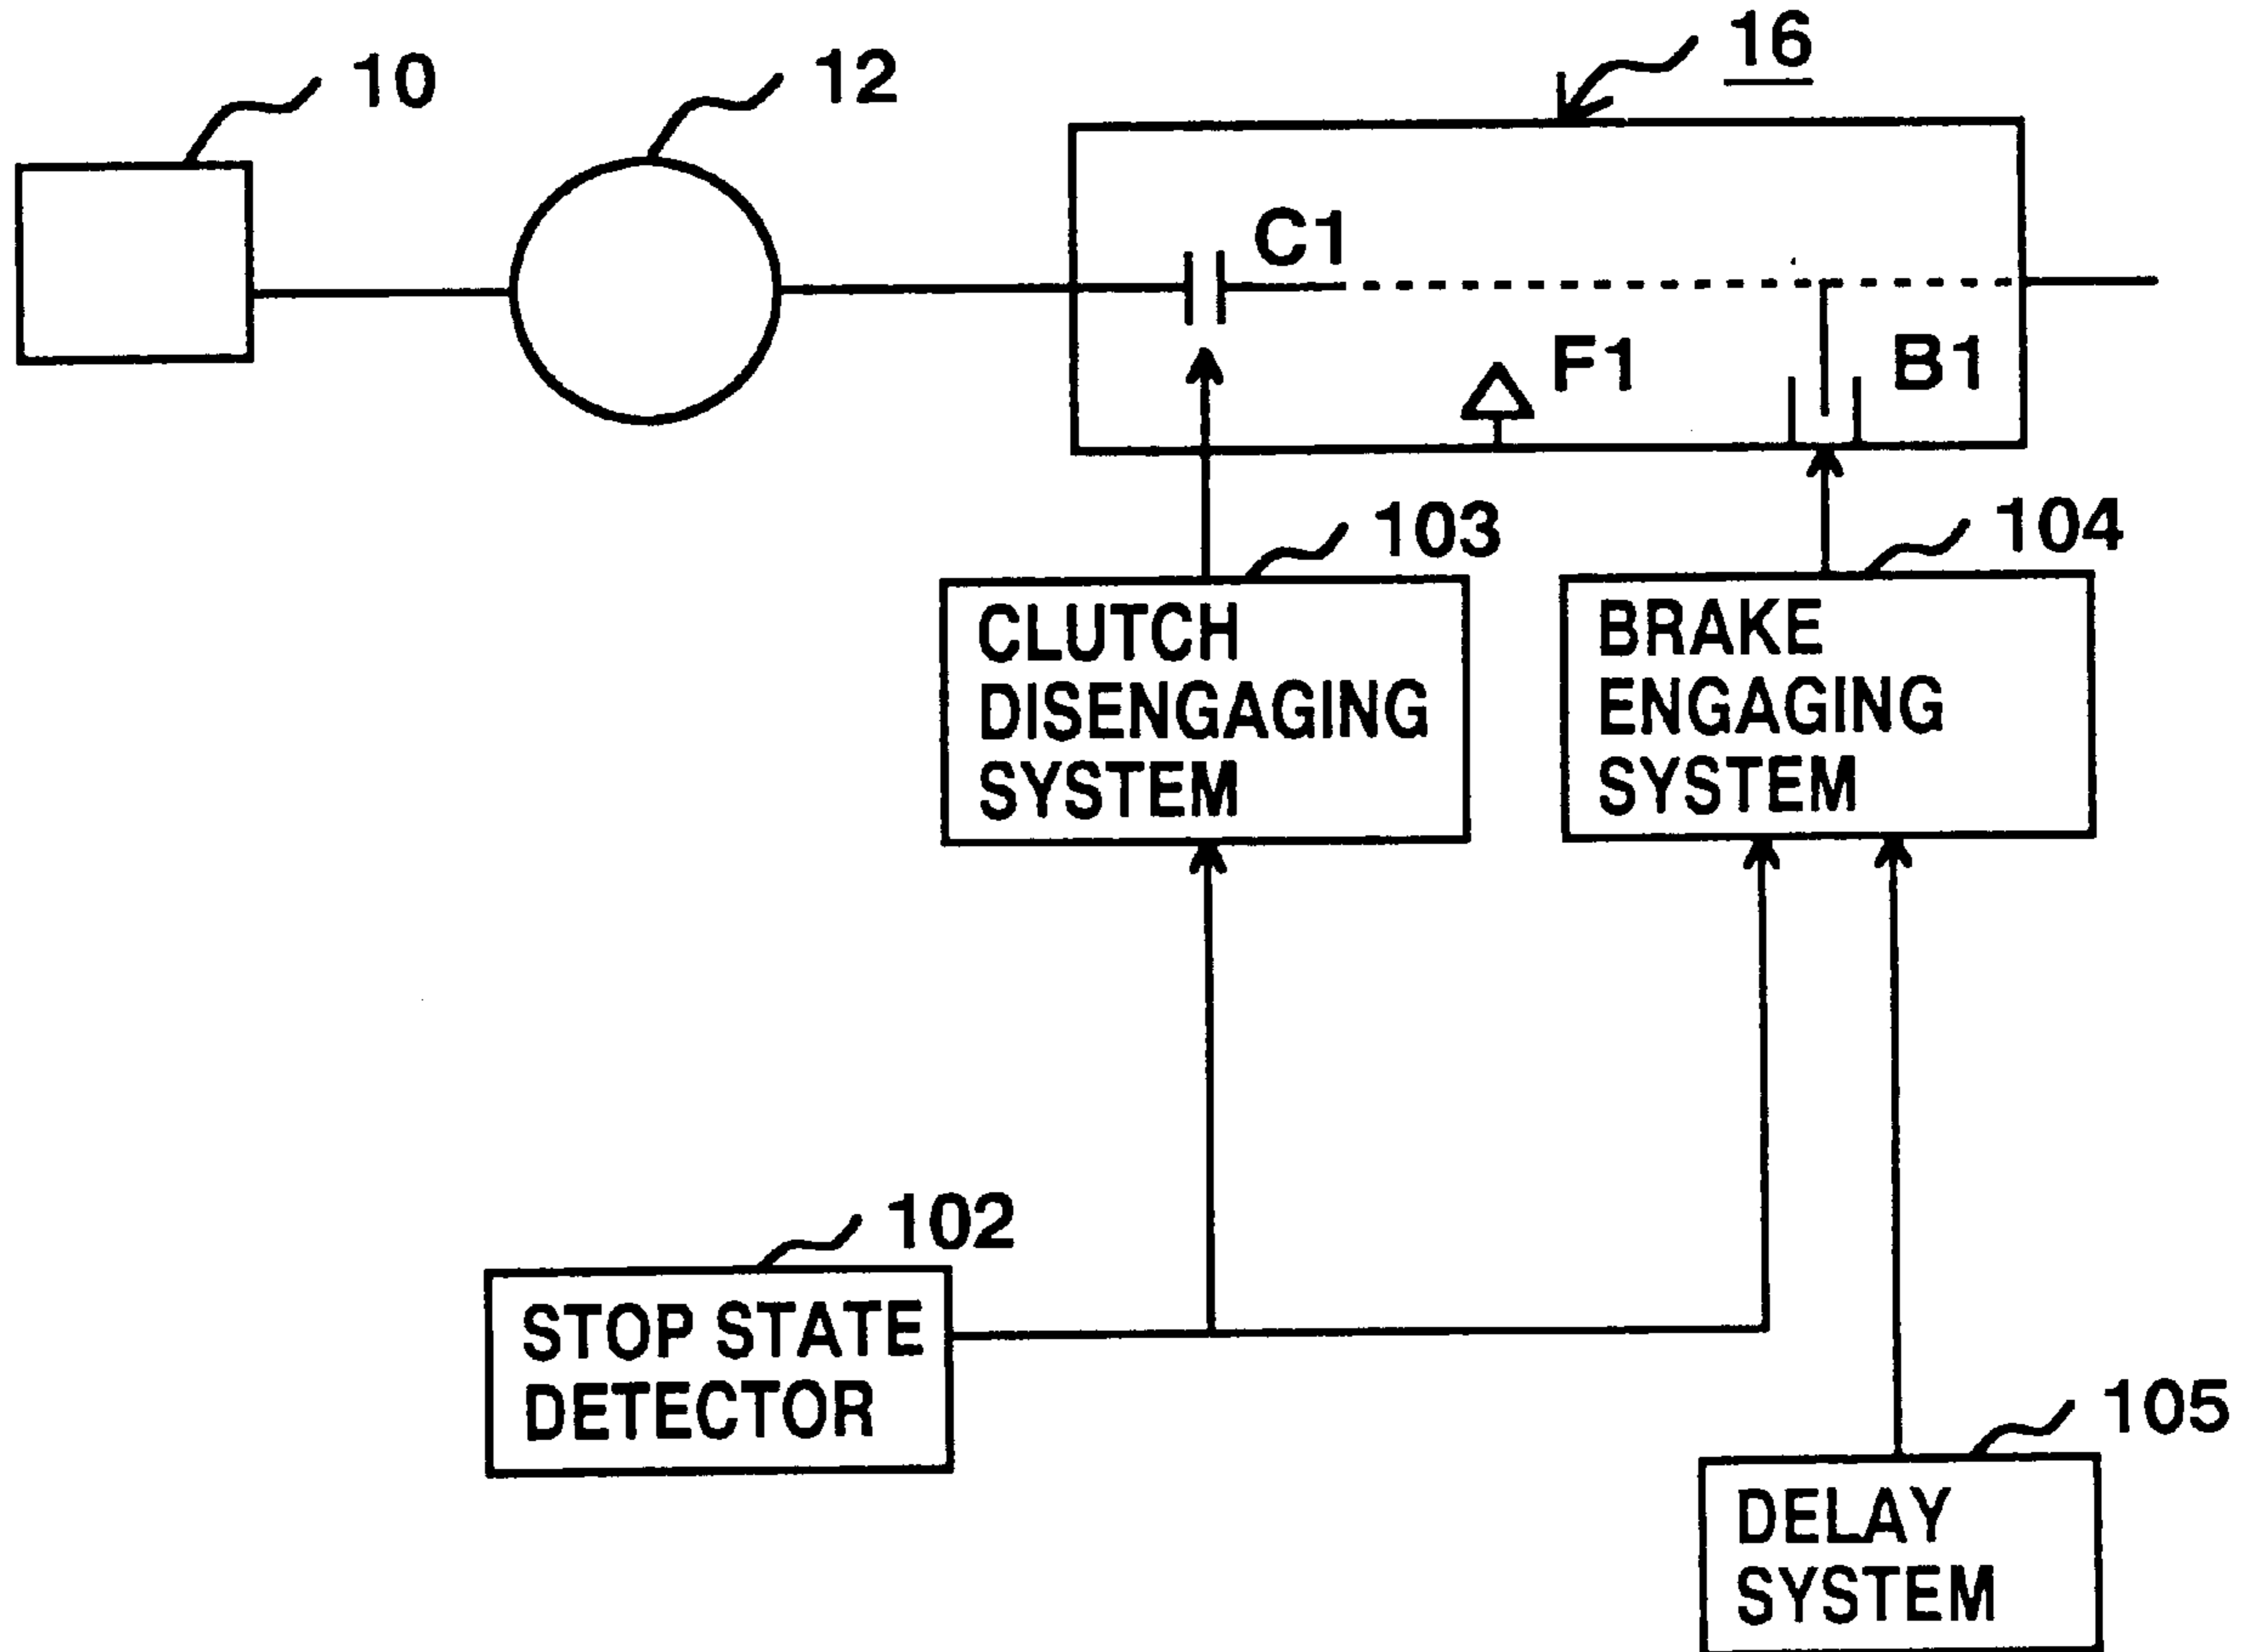 10
12
16
C1
F1
B1
103
104
CLUTCH
DISENGAGING
SYSTEM
BRAKE
ENGAGING
SYSTEM
102
STOP STATE
DETECTOR
105
DELAY
SYSTEM